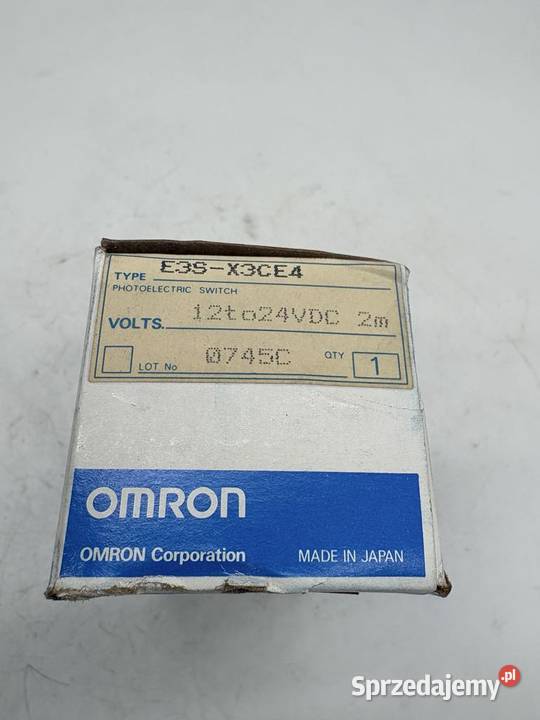 TYPE E3S-X3CE4
PHOTOELECTRIC SWITCH
VOLTS. 12to24VDC 2m
LOT No 0745C QTY 1
OMRON
OMRON Corporation MADE IN JAPAN
Sprzedajemy.pl